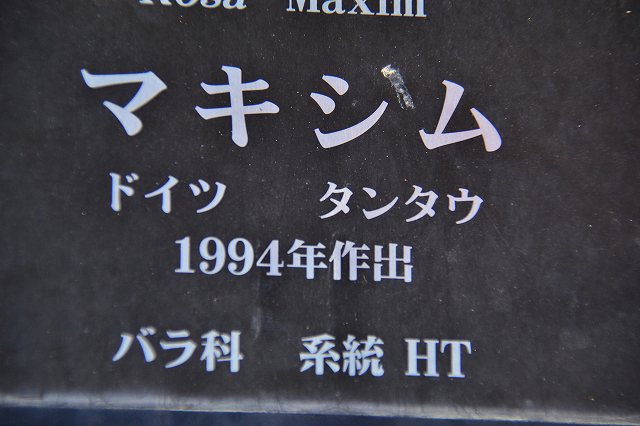 Rosa Maxim
マキシム
ドイツ タンタウ
1994年作出
バラ科 系統 HT